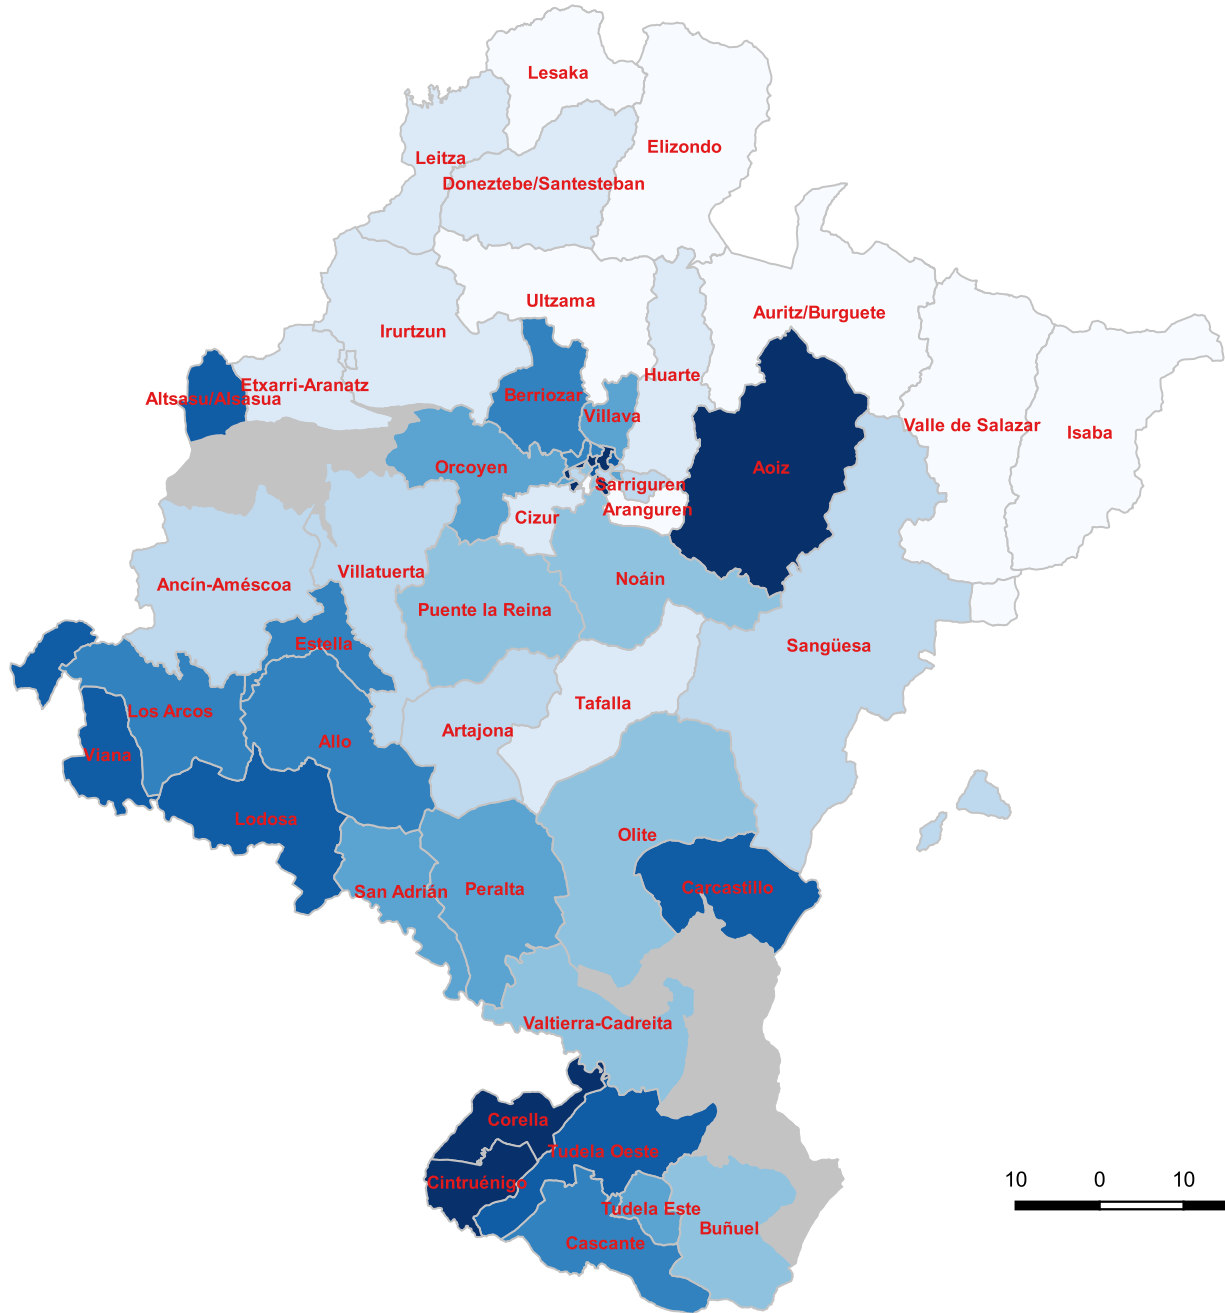 Lesaka
Elizondo
Leitza
Doneztebe/Santesteban
Ultzama
Auritz/Burguete
Irurtzun
Huarte
Etxarri-Aranatz
Altsasu/Alsasua
Berriozar
Villava
Valle de Salazar
Isaba
Orcoyen
Aoiz
Sarriguren
Aranguren
Cizur
Villatuerta
Noáin
Ancín-Améscoa
Puente la Reina
Estella
Sangüesa
Tafalla
Los Arcos
Artajona
Allo
Viana
Lodosa
Olite
San Adrián
Peralta
Carcastillo
Valtierra-Cadreita
Corella
Tudela Oeste
Cintruénigo
Tudela Este
Buñuel
Cascante
10 0 10